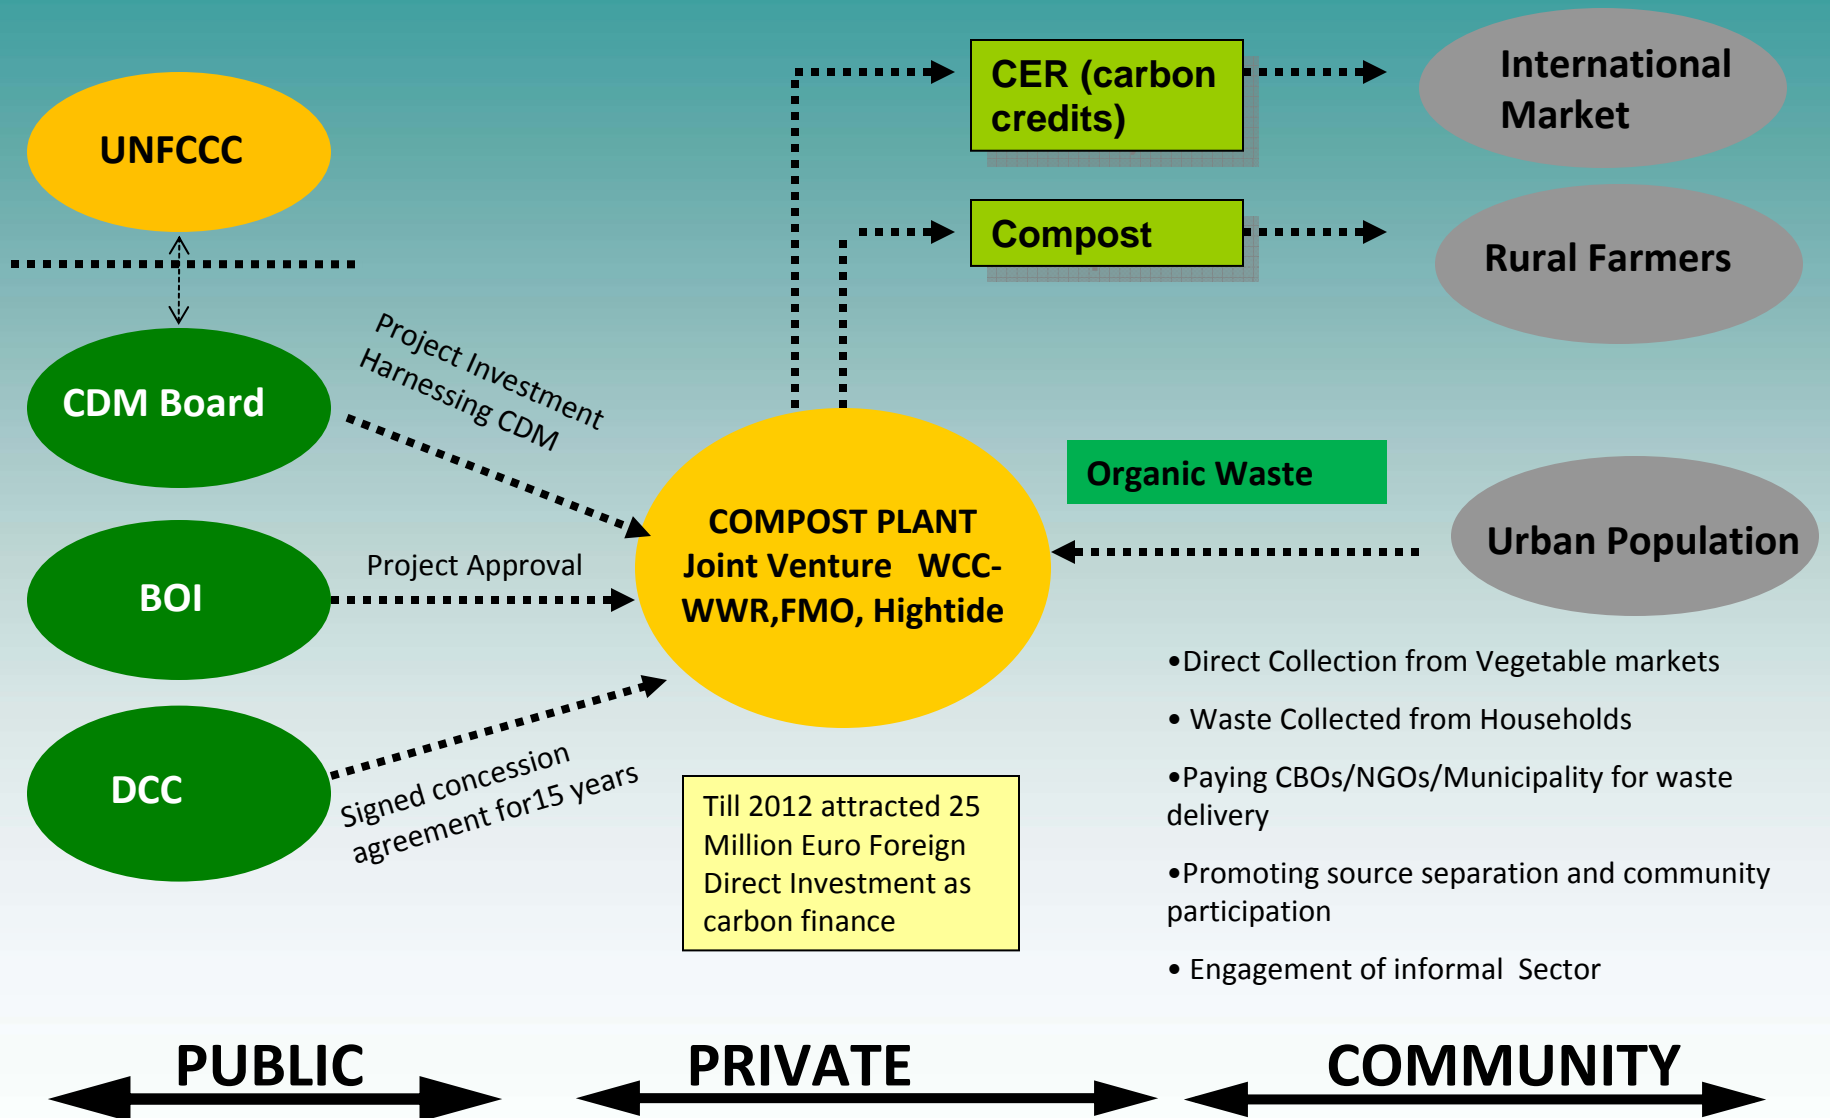 UNFCCC
CDM Board
BOI
DCC
Project Investment
Harnessing CDM
Project Approval
Signed concession
agreement for15 years
COMPOST PLANT
Joint Venture   WCC-
WWR,FMO, Hightide
Till 2012 attracted 25
Million Euro Foreign
Direct Investment as
carbon finance
CER (carbon
credits)
Compost
International
Market
Rural Farmers
Organic Waste
Urban Population
•Direct Collection from Vegetable markets
• Waste Collected from Households
•Paying CBOs/NGOs/Municipality for waste
delivery
•Promoting source separation and community
participation
• Engagement of informal  Sector
PUBLIC
PRIVATE
COMMUNITY